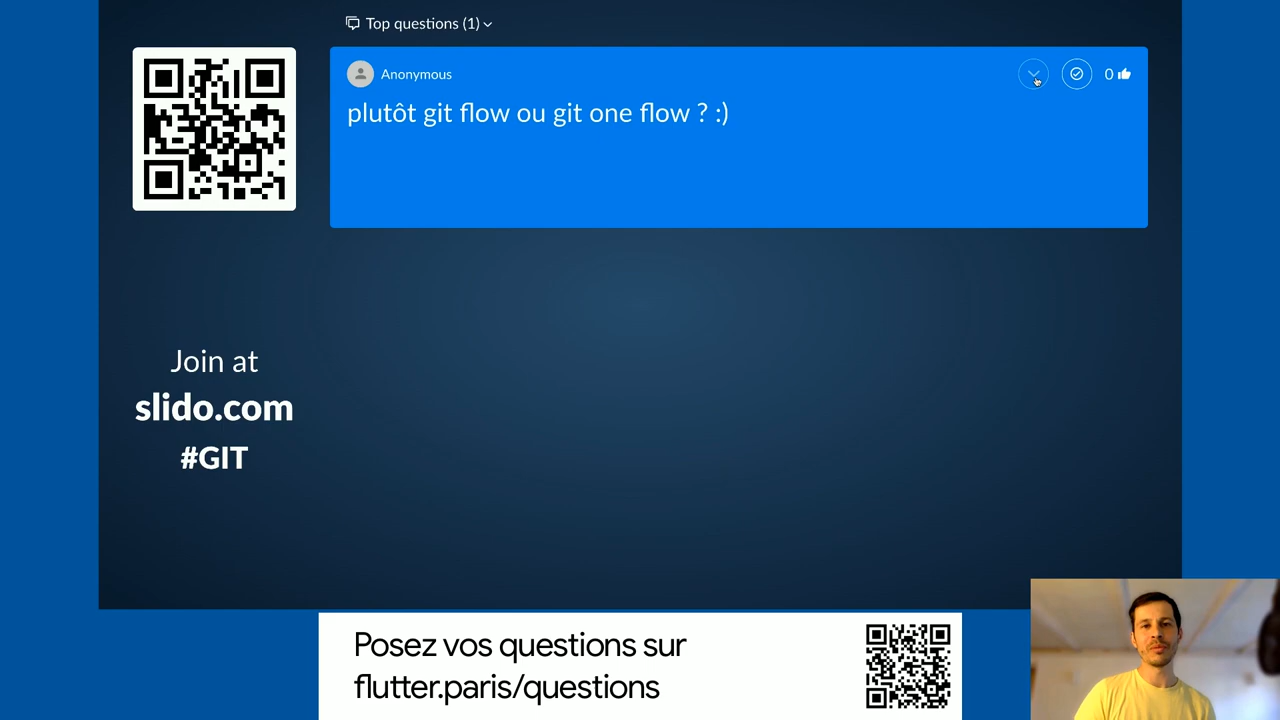 Top questions (1)
Anonymous
0
plutôt git flow ou git one flow ? :)
Join at
slido.com
#GIT
Posez vos questions sur
flutter.paris/questions